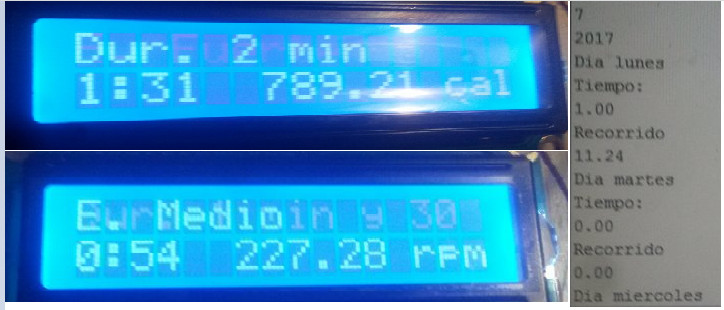 Dur. 2 min
1:31 789.21 cal
Medio
0:54 227.28 rpm
7
2017
Dia lunes
Tiempo:
1.00
Recorrido
11.24
Dia martes
Tiempo:
0.00
Recorrido
0.00
Dia miercoles